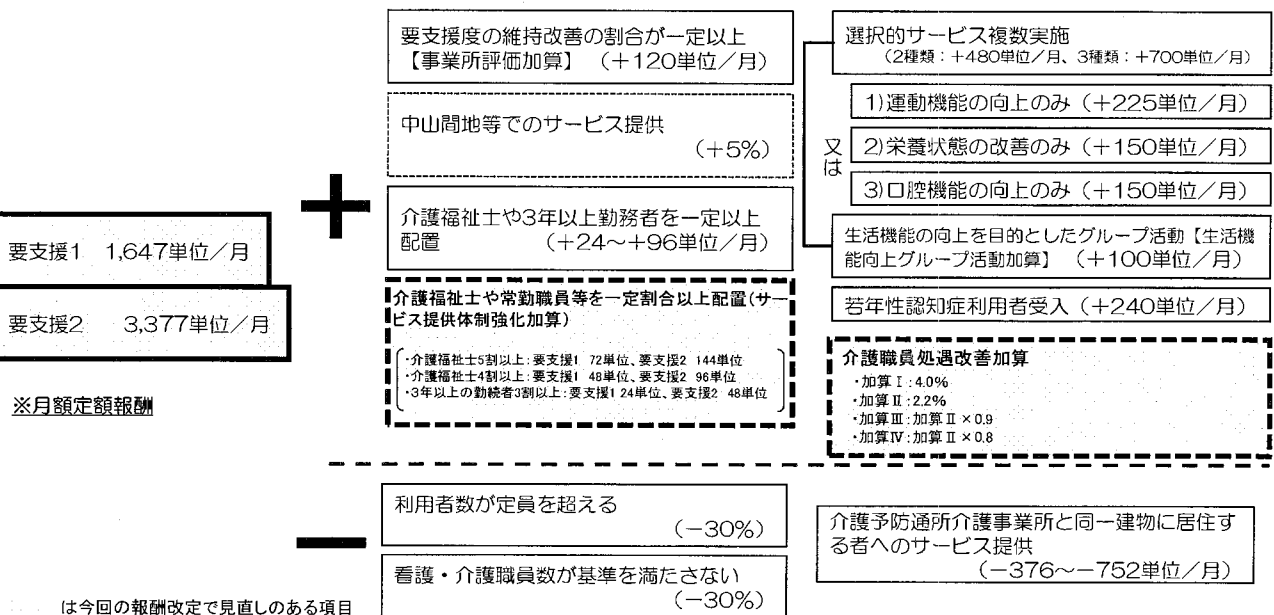 要支援1 1,647単位/月
要支援2 3,377単位/月
※月額定額報酬
+
要支援度の維持改善の割合が一定以上
【事業所評価加算】 (+120単位/月)
中山間地等でのサービス提供
(+5%)
介護福祉士や3年以上勤務者を一定以上
配置 (+24~+96単位/月)
介護福祉士や常勤職員等を一定割合以上配置(サー
ビス提供体制強化加算)
・介護福祉士5割以上:要支援1 72単位、要支援2 144単位
・介護福祉士4割以上:要支援1 48単位、要支援2 96単位
・3年以上の勤続者3割以上:要支援1 24単位、要支援2 48単位
選択的サービス複数実施
(2種類:+480単位/月、3種類:+700単位/月)
又は
1)運動機能の向上のみ(+225単位/月)
2)栄養状態の改善のみ(+150単位/月)
3)口腔機能の向上のみ(+150単位/月)
生活機能の向上を目的としたグループ活動【生活機
能向上グループ活動加算】 (+100単位/月)
若年性認知症利用者受入(+240単位/月)
介護職員処遇改善加算
・加算Ⅰ:4.0%
・加算Ⅱ:2.2%
・加算Ⅲ:加算Ⅱ×0.9
・加算Ⅳ:加算Ⅱ×0.8
ー
利用者数が定員を超える
(-30%)
看護・介護職員数が基準を満たさない
(-30%)
介護予防通所介護事業所と同一建物に居住す
る者へのサービス提供
(-376~-752単位/月)
は今回の報酬改定で見直しのある項目